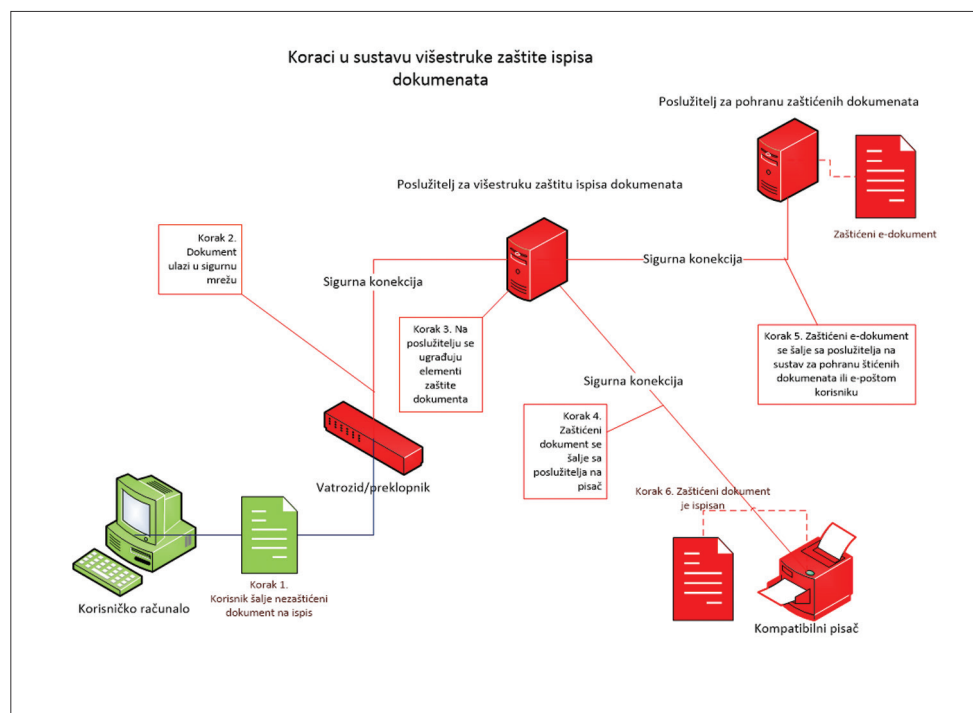 Koraci u sustavu višestruke zaštite ispisa
dokumenata
Poslužitelj za pohranu zaštićenih dokumenata
Poslužitelj za višestruku zaštitu ispisa dokumenata
Zaštićeni e-dokument
Korak 2.
Dokument
ulazi u sigurnu
mrežu
Sigurna konekcija
Sigurna konekcija
Korak 3. Na
poslužitelju se
ugrađuju
elementi
zaštite
dokumenta
Korak 5. Zaštićeni e-dokument
se šalje sa poslužitelja na
sustav za pohranu štićenih
dokumenata ili e-poštom
korisniku
Sigurna konekcija
Korak 4.
Zaštićeni
dokument se
šalje sa
poslužitelja na
pisač
Vatrozid/preklopnik
Korak 6. Zaštićeni dokument
je ispisan
Korak 1.
Korisnik šalje nezaštićeni
dokument na ispis
Korisničko računalo
Kompatibilni pisač